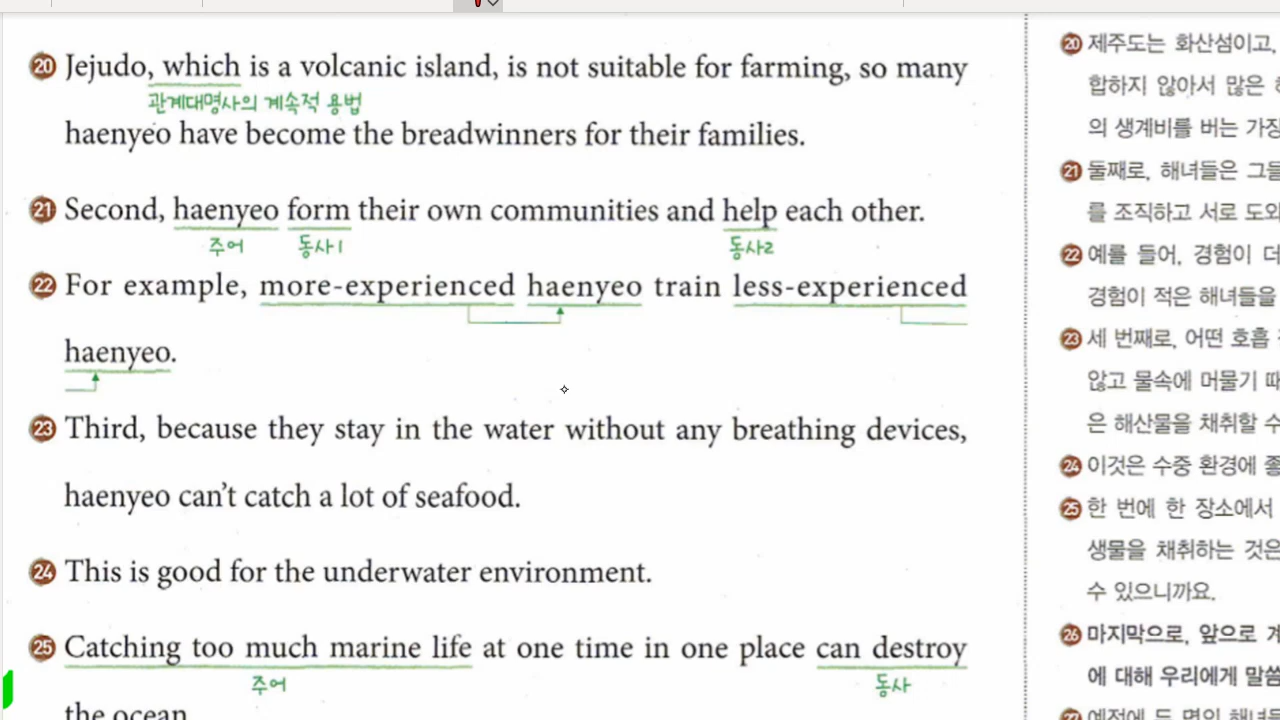 20 Jejudo, which is a volcanic island, is not suitable for farming, so many
관계대명사의 계속적 용법
haenyeo have become the breadwinners for their families.
21 Second, haenyeo form their own communities and help each other.
주어 동사1 동사2
22 For example, more-experienced haenyeo train less-experienced
haenyeo.
23 Third, because they stay in the water without any breathing devices,
haenyeo can't catch a lot of seafood.
24 This is good for the underwater environment.
25 Catching too much marine life at one time in one place can destroy
주어 동사
the ocean
20 제주도는 화산섬이고,
합하지 않아서 많은
의 생계비를 버는 가장
21 둘째로, 해녀들은 그들
를 조직하고 서로 도와
22 예를 들어, 경험이 더
경험이 적은 해녀들을
23 세 번째로, 어떤 호흡
않고 물속에 머물기 때
은 해산물을 채취할 수
24 이것은 수중 환경에 좋
25 한 번에 한 장소에서
생물을 채취하는 것은
수 있으니까요.
26 마지막으로, 앞으로
에 대해 우리에게 말씀
27 예전에 두 명의 해녀들